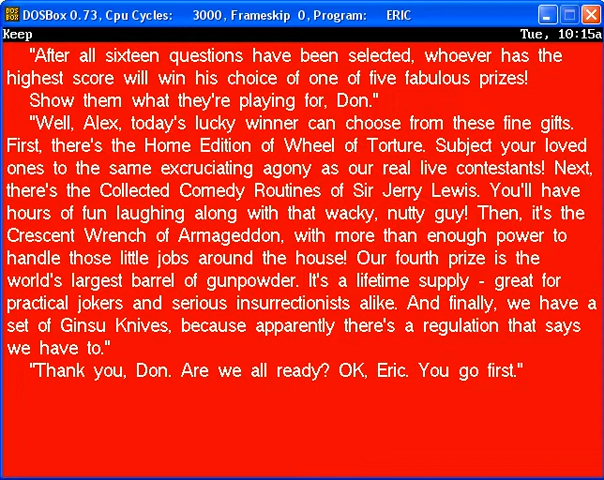 DOSBox 0.73, Cpu Cycles: 3000, Frameskip 0, Program: ERIC
Keep Tue, 10:15a
"After all sixteen questions have been selected, whoever has the
highest score will win his choice of one of five fabulous prizes!
Show them what they're playing for, Don."
"Well, Alex, today's lucky winner can choose from these fine gifts.
First, there's the Home Edition of Wheel of Torture. Subject your loved
ones to the same excruciating agony as our real live contestants! Next,
there's the Collected Comedy Routines of Sir Jerry Lewis. You'll have
hours of fun laughing along with that wacky, nutty guy! Then, it's the
Crescent Wrench of Armageddon, with more than enough power to
handle those little jobs around the house! Our fourth prize is the
world's largest barrel of gunpowder. It's a lifetime supply - great for
practical jokers and serious insurrectionists alike. And finally, we have a
set of Ginsu Knives, because apparently there's a regulation that says
we have to."
"Thank you, Don. Are we all ready? OK, Eric. You go first."